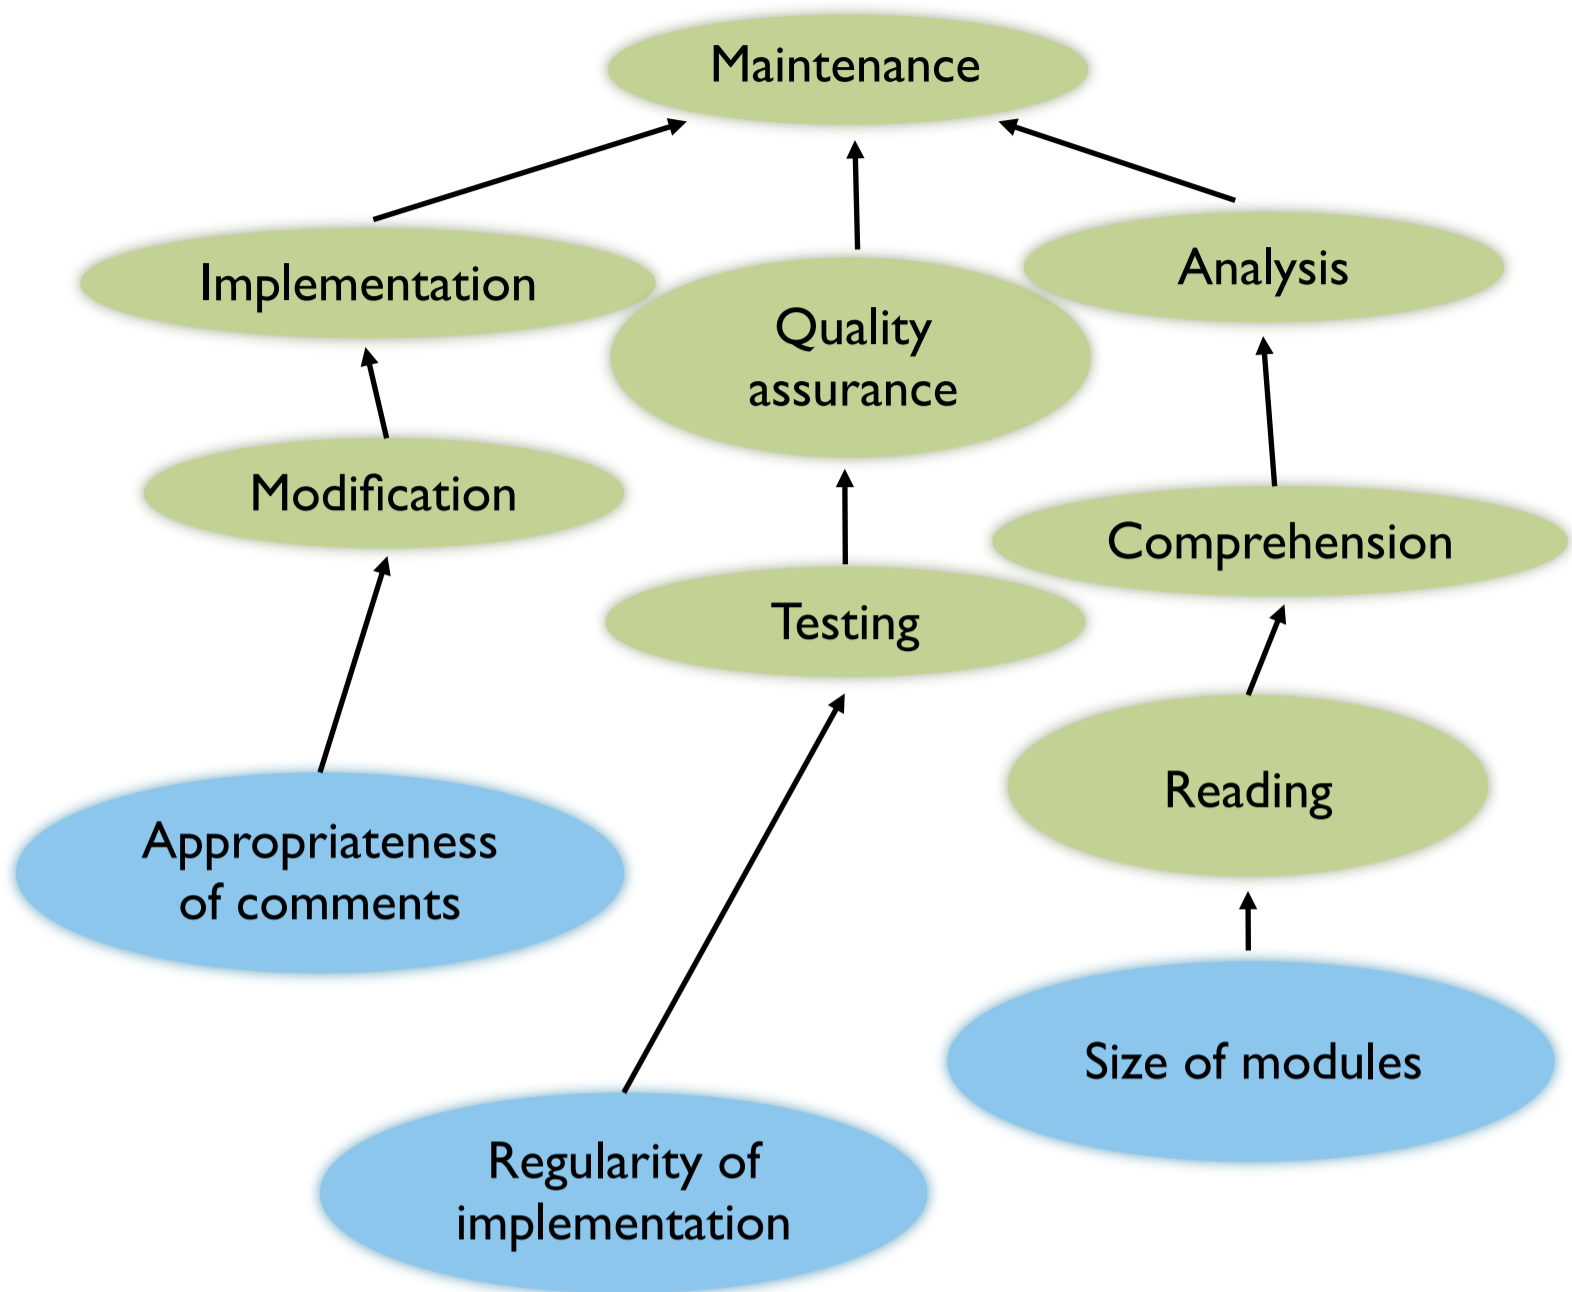 Maintenance
Implementation
Quality
assurance
Analysis
Modification
Testing
Comprehension
Reading
Appropriateness
of comments
Regularity of
implementation
Size of modules